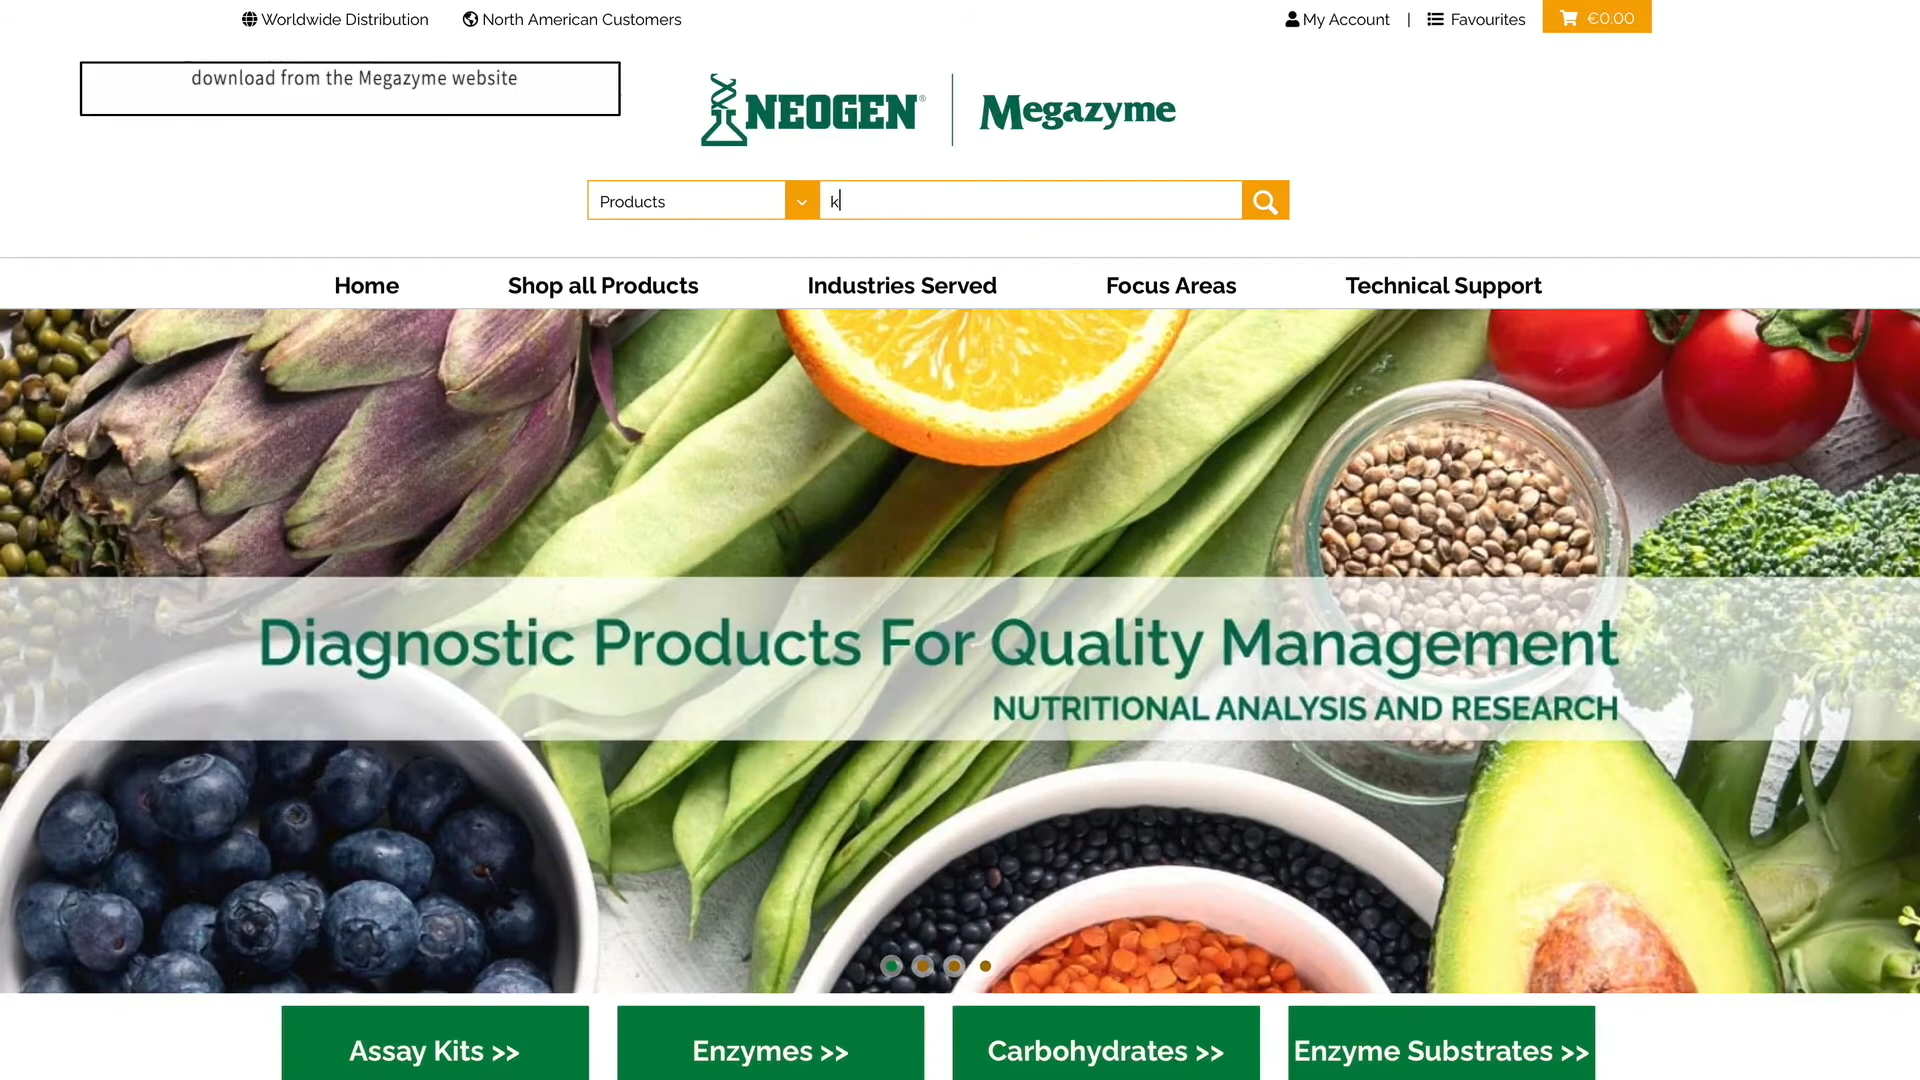 Worldwide Distribution
North American Customers
My Account | Favourites
€0.00
download from the Megazyme website
NEOGEN®
Megazyme
Products
k
Home
Shop all Products
Industries Served
Focus Areas
Technical Support
Diagnostic Products For Quality Management
NUTRITIONAL ANALYSIS AND RESEARCH
Assay Kits >>
Enzymes >>
Carbohydrates >>
Enzyme Substrates >>